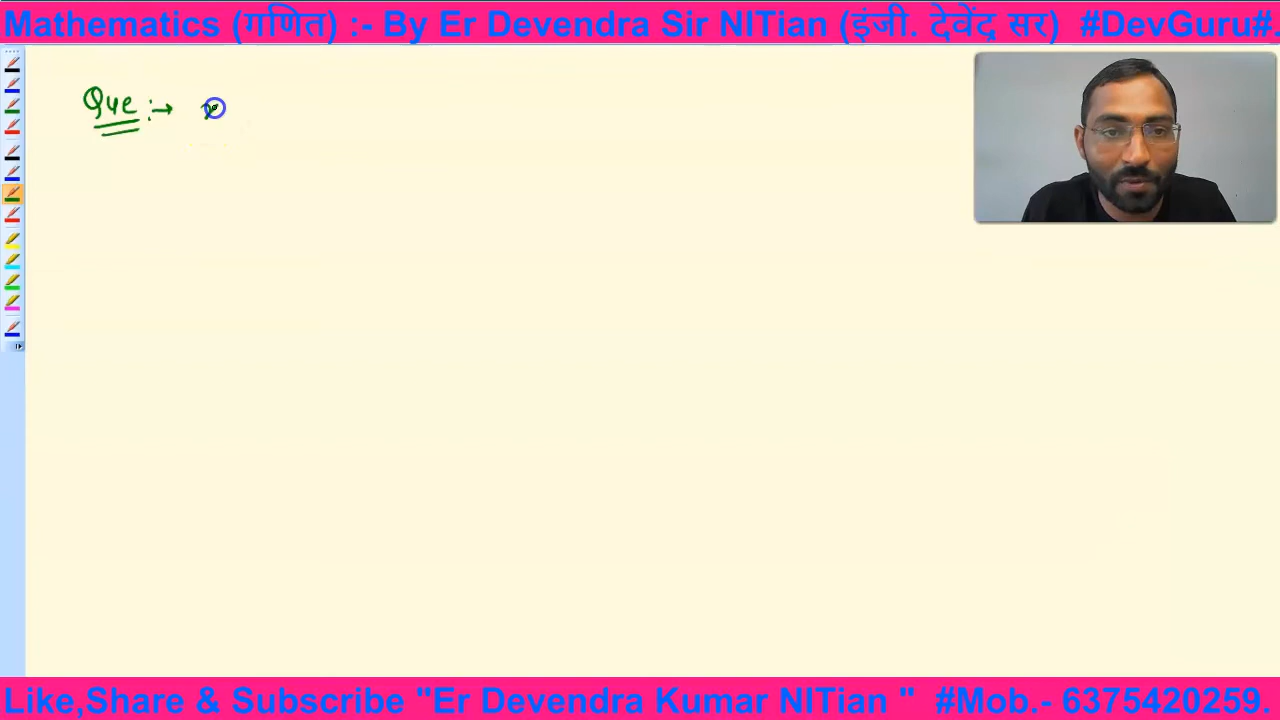 Mathematics (गणित) :- By Er Devendra Sir NITian (इंजी. देवेंद्र सर) #DevGuru#.
Que :→
Like,Share & Subscribe "Er Devendra Kumar NITian " #Mob.- 6375420259.